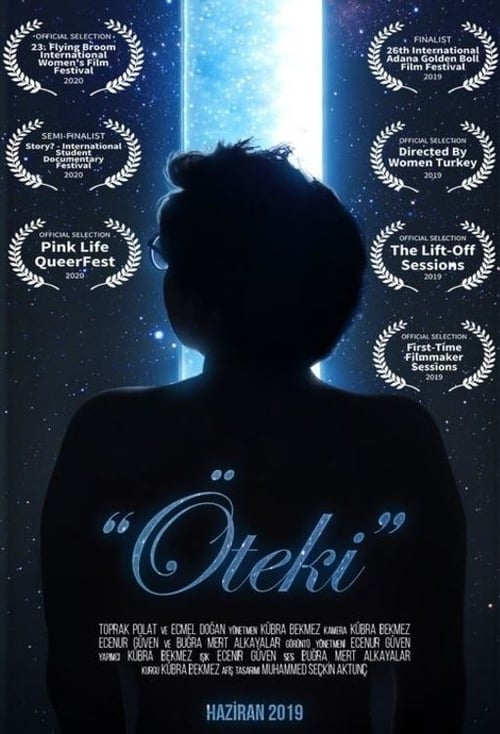 OFFICIAL SELECTION
23. Flying Broom
International
Women's Film
Festival
2020
FINALIST
26th International
Adana Golden Boll
Film Festival
2019
SEMI-FINALIST
Story? - International
Student
Documentary
Festival
2020
OFFICIAL SELECTION
Directed By
Women Turkey
2019
OFFICIAL SELECTION
Pink Life
QueerFest
2020
OFFICIAL SELECTION
The Lift-Off
Sessions
2019
OFFICIAL SELECTION
First-Time
Filmmaker
Sessions
2019
"Öteki"
TOPRAK POLAT VE ECMEL DOĞAN YÖNETMEN KÜBRA BEKMEZ KAMERA KÜBRA BEKMEZ
ECENUR GÜVEN VE BUĞRA MERT ALKAYALAR GÖRÜNTÜ YÖNETMENİ ECENUR GÜVEN
YAPIMCI KÜBRA BEKMEZ IŞIK ECENUR GÜVEN SES BUĞRA MERT ALKAYALAR
KURGU KÜBRA BEKMEZ AFİŞ TASARIMI MUHAMMED SEÇKİN AKTUNÇ
HAZİRAN 2019